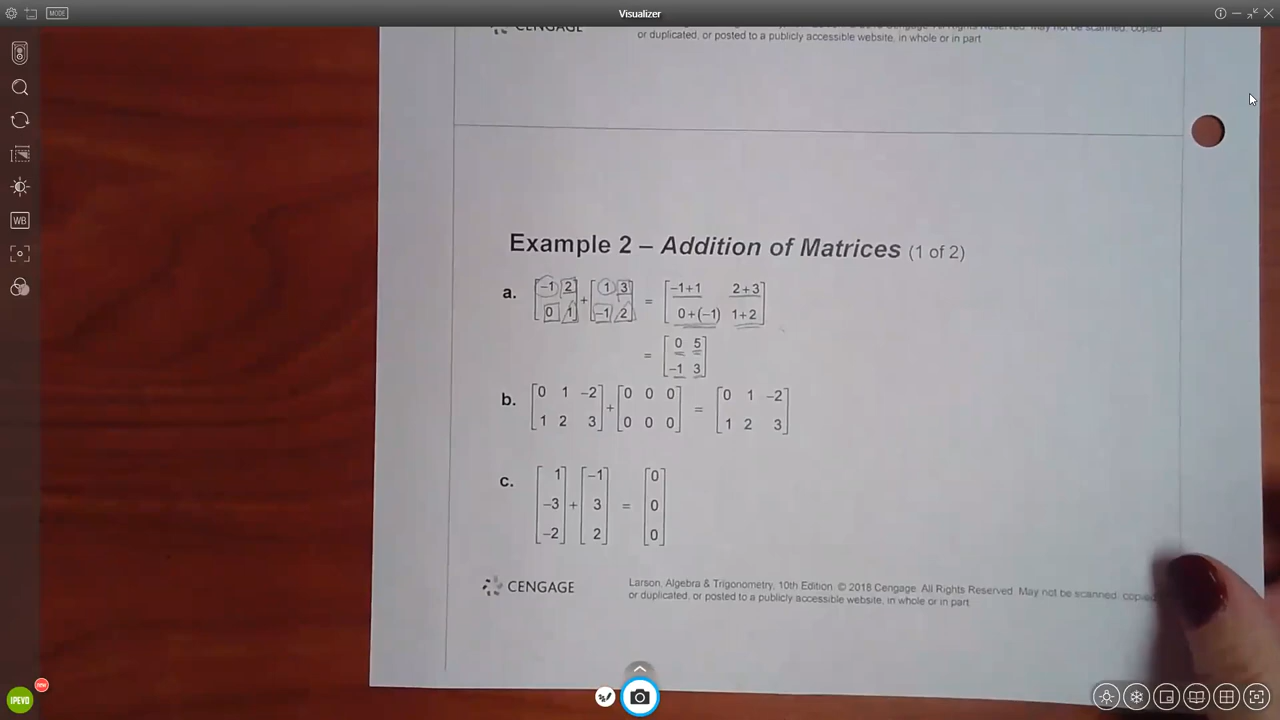 MODE
Visualizer
CENGAGE
or duplicated, or posted to a publicly accessible website, in whole or in part
Example 2 – Addition of Matrices (1 of 2)
a. [−1 2; 0 1] + [1 3; −1 2] = [−1+1 2+3; 0+(−1) 1+2]
= [0 5; −1 3]
b. [0 1 −2; 1 2 3] + [0 0 0; 0 0 0] = [0 1 −2; 1 2 3]
c. [1; −3; −2] + [−1; 3; 2] = [0; 0; 0]
CENGAGE
Larson, Algebra & Trigonometry, 10th Edition. © 2018 Cengage. All Rights Reserved. May not be scanned, copied
or duplicated, or posted to a publicly accessible website, in whole or in part
WB
IPEVO
new